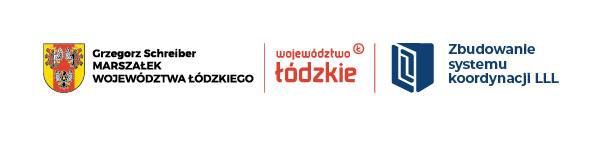 Grzegorz Schreiber
MARSZAŁEK
WOJEWÓDZTWA ŁÓDZKIEGO
województwo Ł
łódzkie
Zbudowanie
systemu
koordynacji LLL